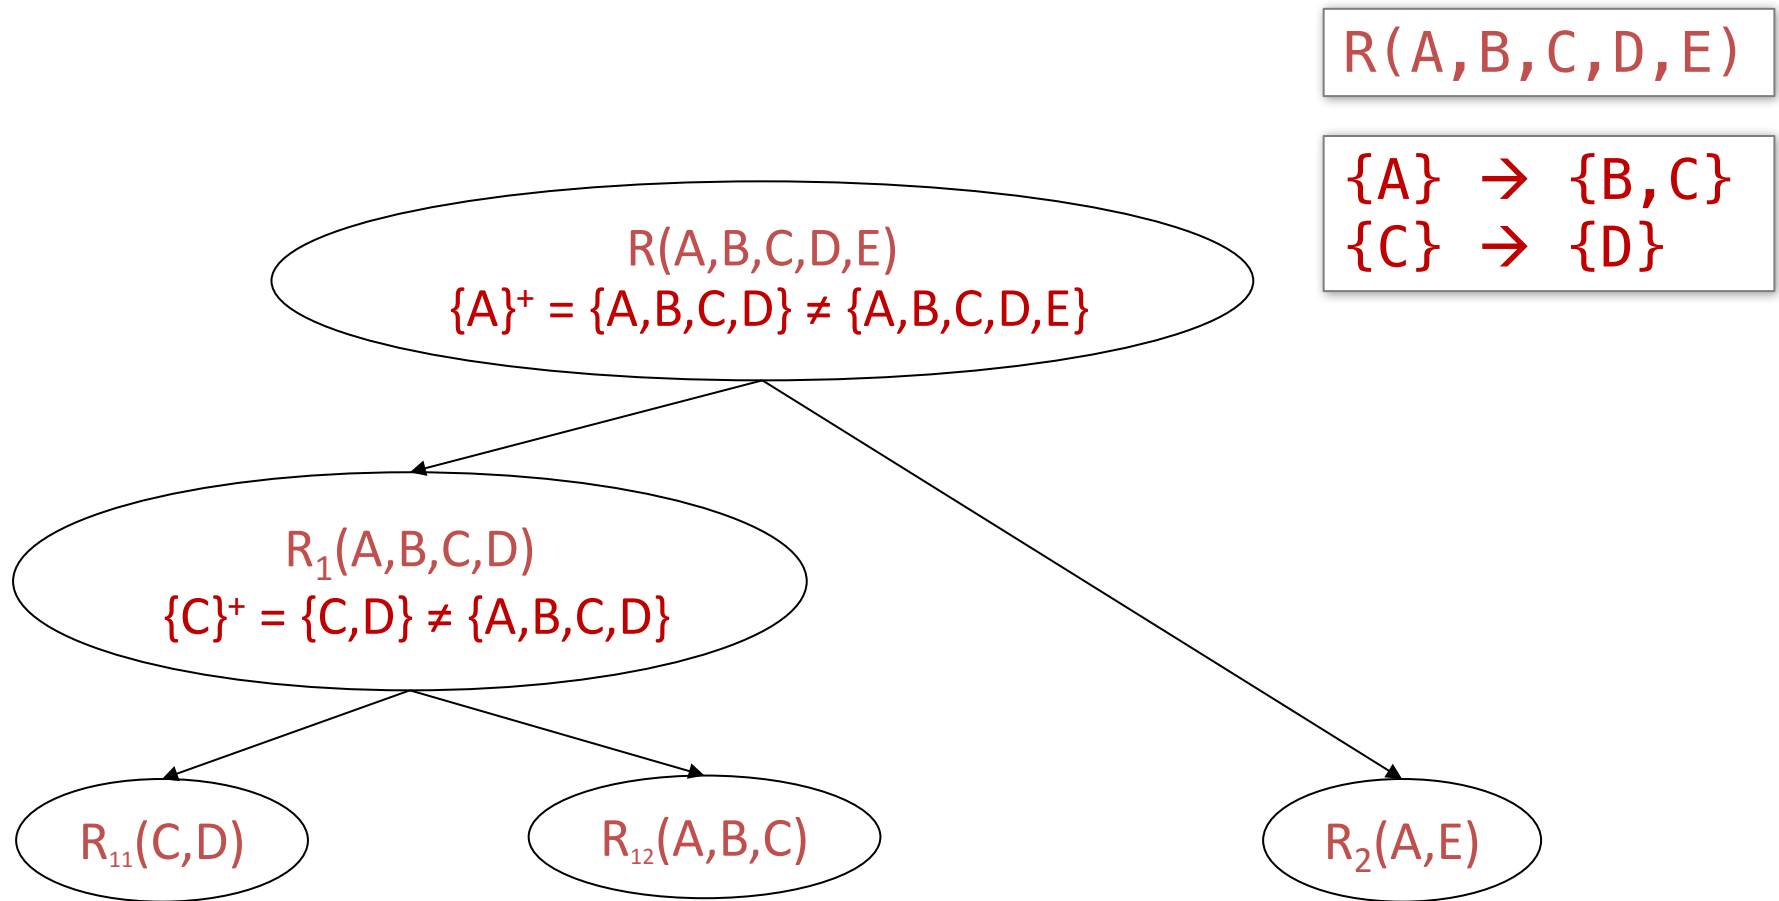 R(A,B,C,D,E)
{A} → {B,C}
{C} → {D}
R(A,B,C,D,E)
{A}⁺ = {A,B,C,D} ≠ {A,B,C,D,E}
R₁(A,B,C,D)
{C}⁺ = {C,D} ≠ {A,B,C,D}
R₁₁(C,D)
R₁₂(A,B,C)
R₂(A,E)